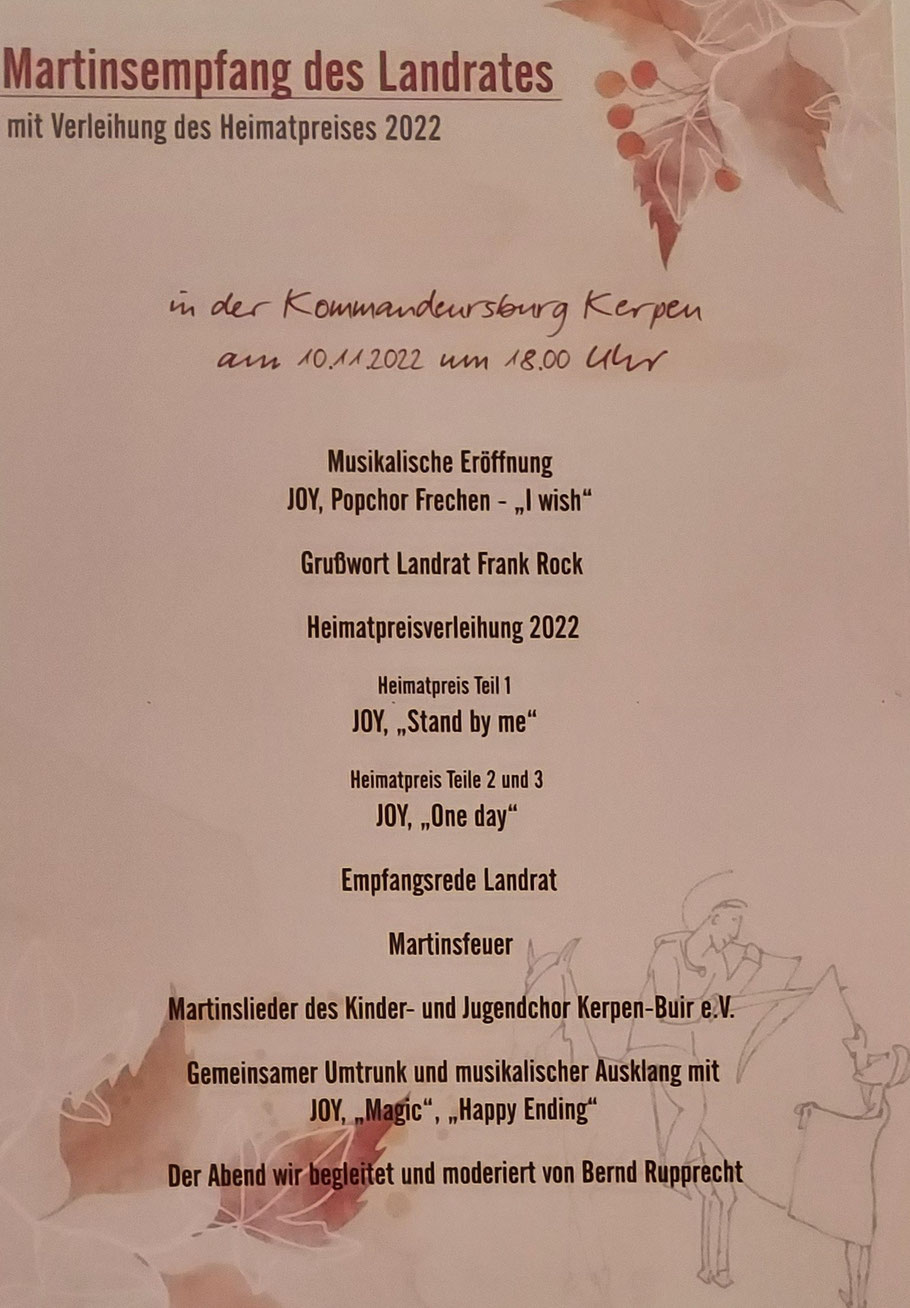 Martinsempfang des Landrates
mit Verleihung des Heimatpreises 2022
in der Kommandeursburg Kerpen
am 10.11.2022 um 18.00 Uhr
Musikalische Eröffnung
JOY, Popchor Frechen - „I wish“
Grußwort Landrat Frank Rock
Heimatpreisverleihung 2022
Heimatpreis Teil 1
JOY, „Stand by me“
Heimatpreis Teile 2 und 3
JOY, „One day“
Empfangsrede Landrat
Martinsfeuer
Martinslieder des Kinder- und Jugendchor Kerpen-Buir e.V.
Gemeinsamer Umtrunk und musikalischer Ausklang mit
JOY, „Magic“, „Happy Ending“
Der Abend wir begleitet und moderiert von Bernd Rupprecht